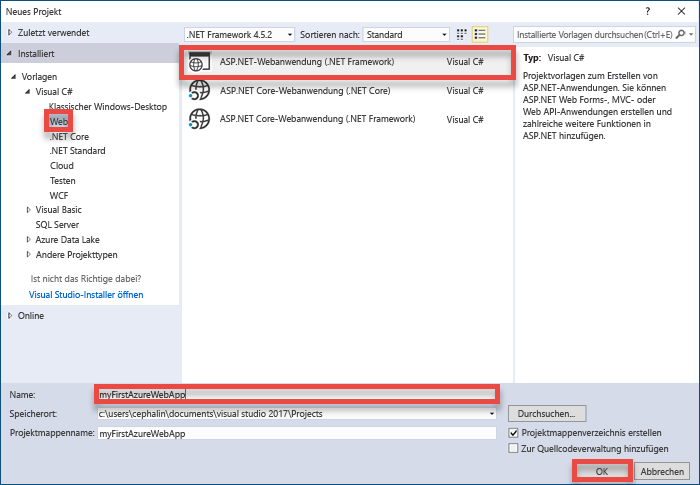 Neues Projekt
Zuletzt verwendet
.NET Framework 4.5.2 Sortieren nach: Standard
Installierte Vorlagen durchsuchen(Ctrl+E)
Installiert
Vorlagen
Visual C#
Klassischer Windows-Desktop
Web
.NET Core
.NET Standard
Cloud
Testen
WCF
Visual Basic
SQL Server
Azure Data Lake
Andere Projekttypen
Ist nicht das Richtige dabei?
Visual Studio-Installer öffnen
Online
ASP.NET-Webanwendung (.NET Framework) Visual C#
ASP.NET Core-Webanwendung (.NET Core) Visual C#
ASP.NET Core-Webanwendung (.NET Framework) Visual C#
Typ: Visual C#
Projektvorlagen zum Erstellen von
ASP.NET-Anwendungen. Sie können
ASP.NET Web Forms-, MVC- oder
Web API-Anwendungen erstellen und
zahlreiche weitere Funktionen in
ASP.NET hinzufügen.
Name: myFirstAzureWebApp
Speicherort: c:\users\cephalin\documents\visual studio 2017\Projects Durchsuchen...
Projektmappenname: myFirstAzureWebApp
Projektmappenverzeichnis erstellen
Zur Quellcodeverwaltung hinzufügen
OK Abbrechen